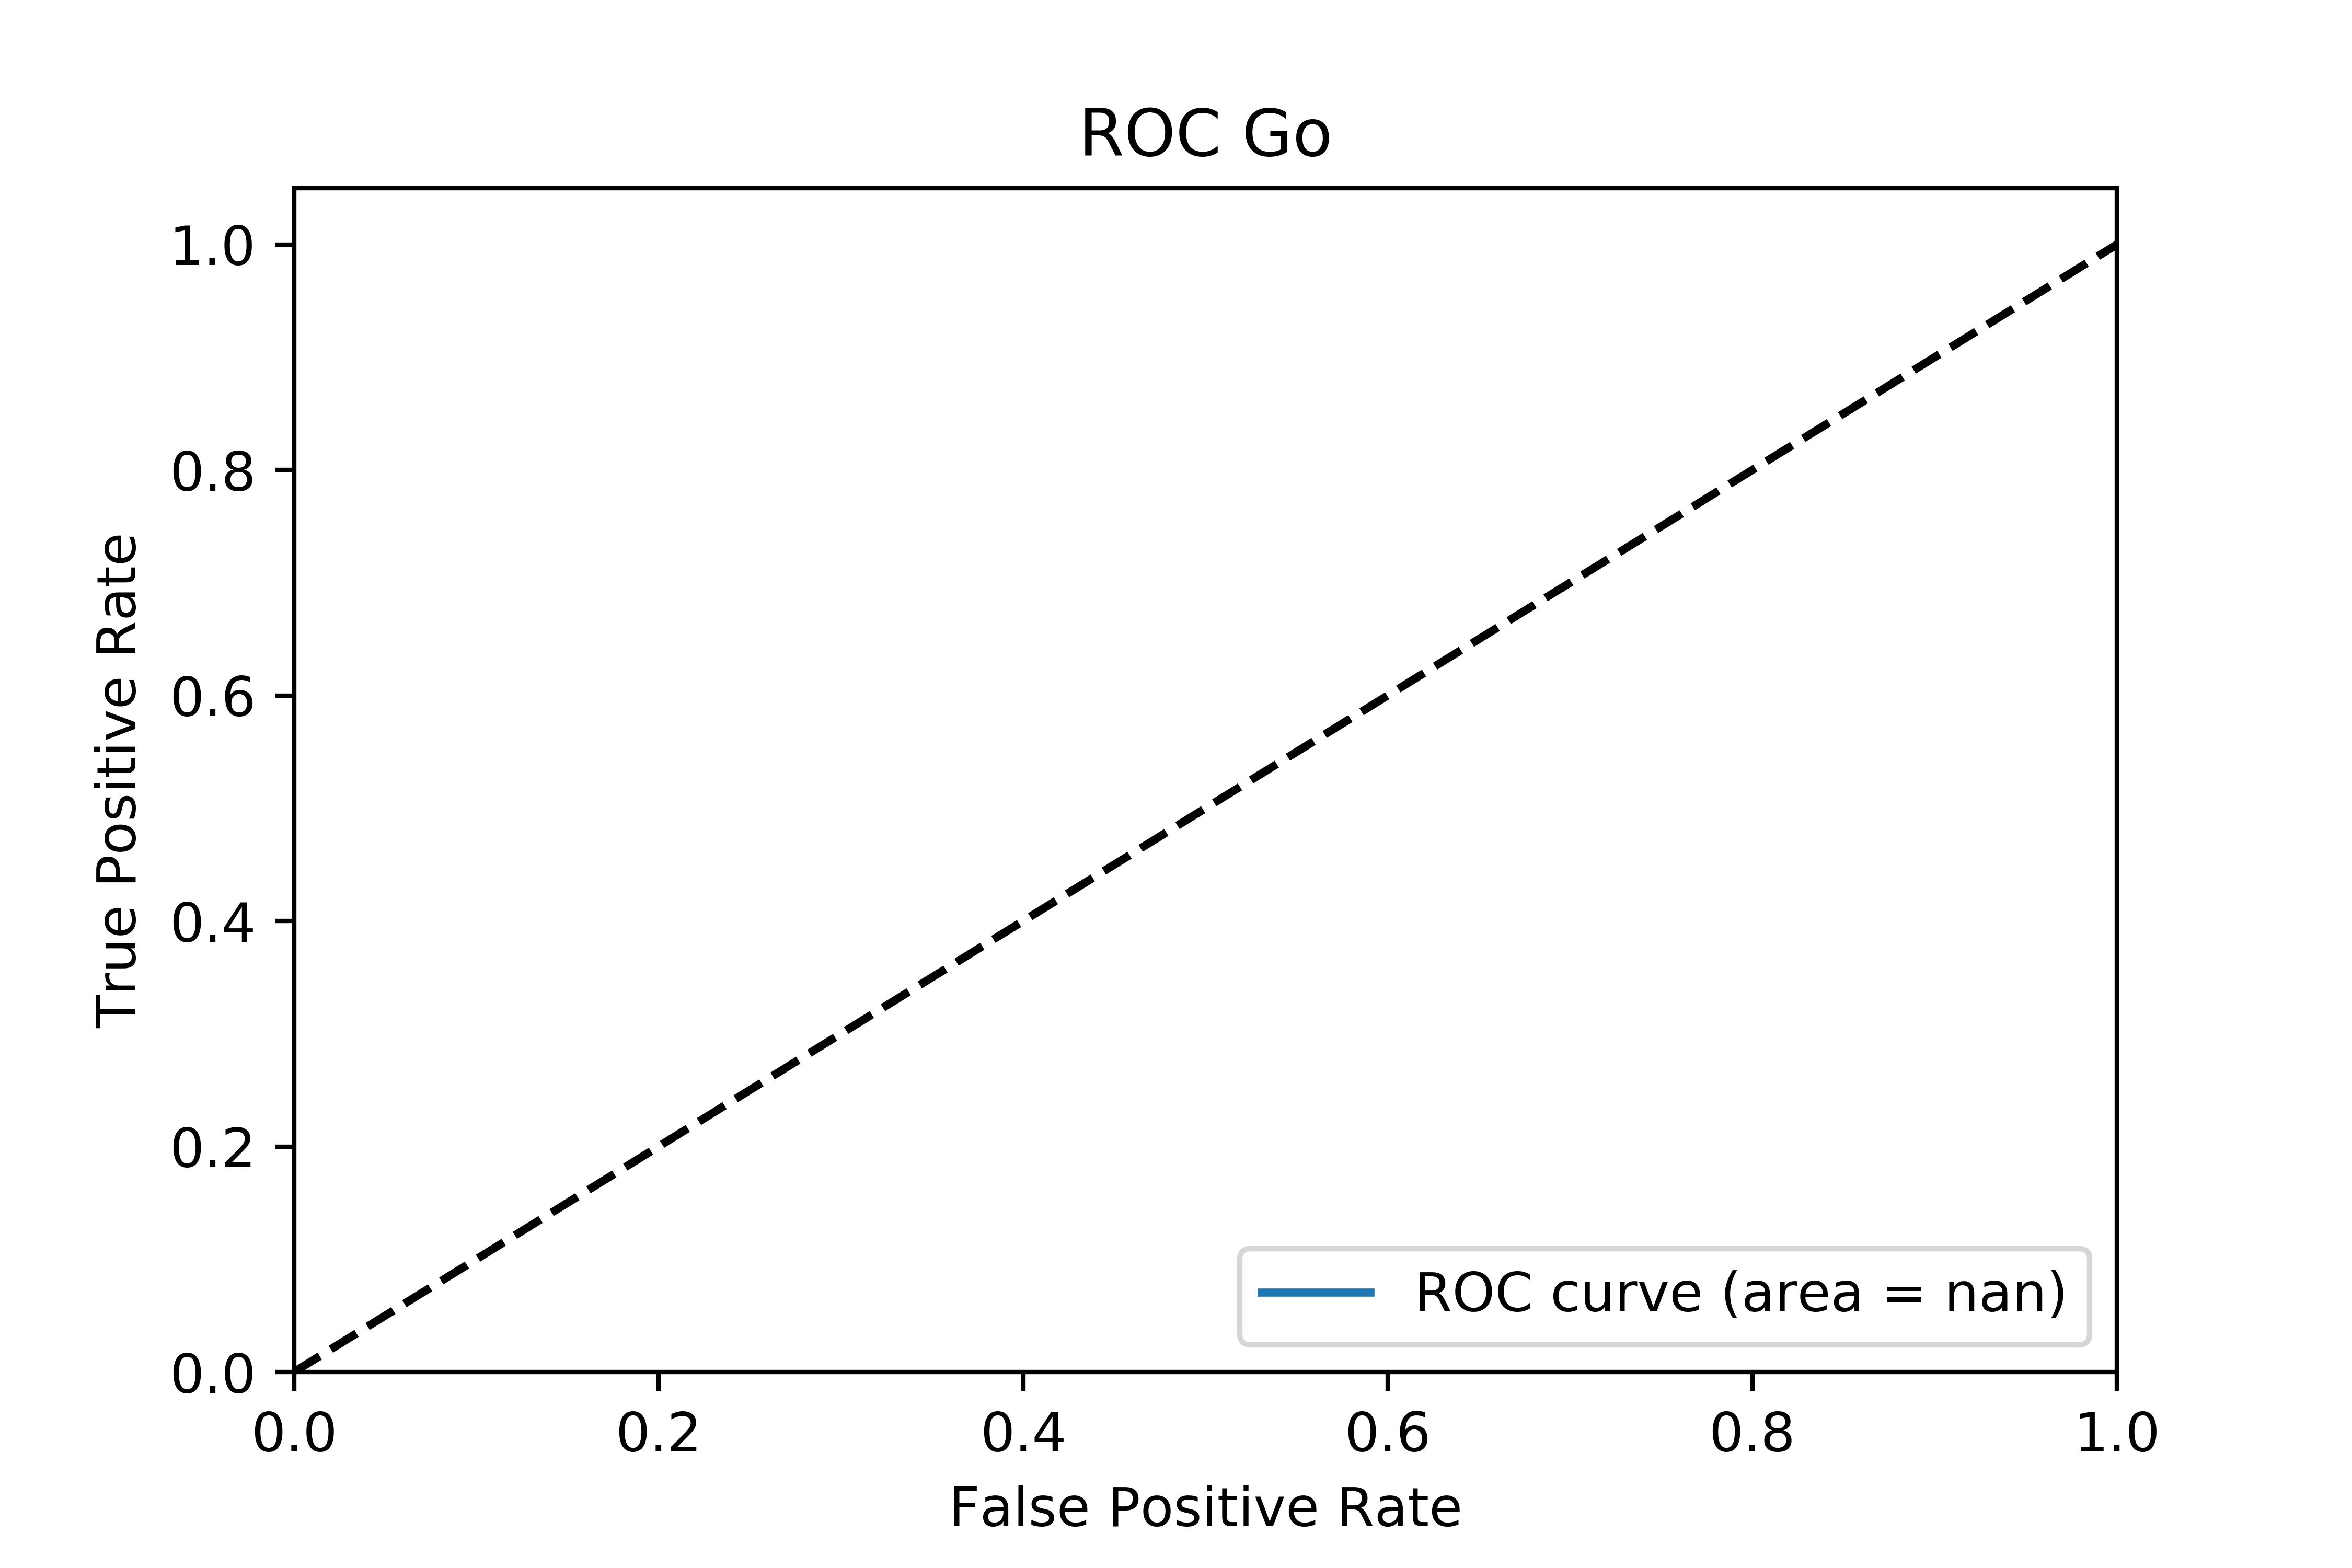 ROC Go
1.0
0.8
0.6
0.4
0.2
0.0
True Positive Rate
ROC curve (area = nan)
0.0 0.2 0.4 0.6 0.8 1.0
False Positive Rate